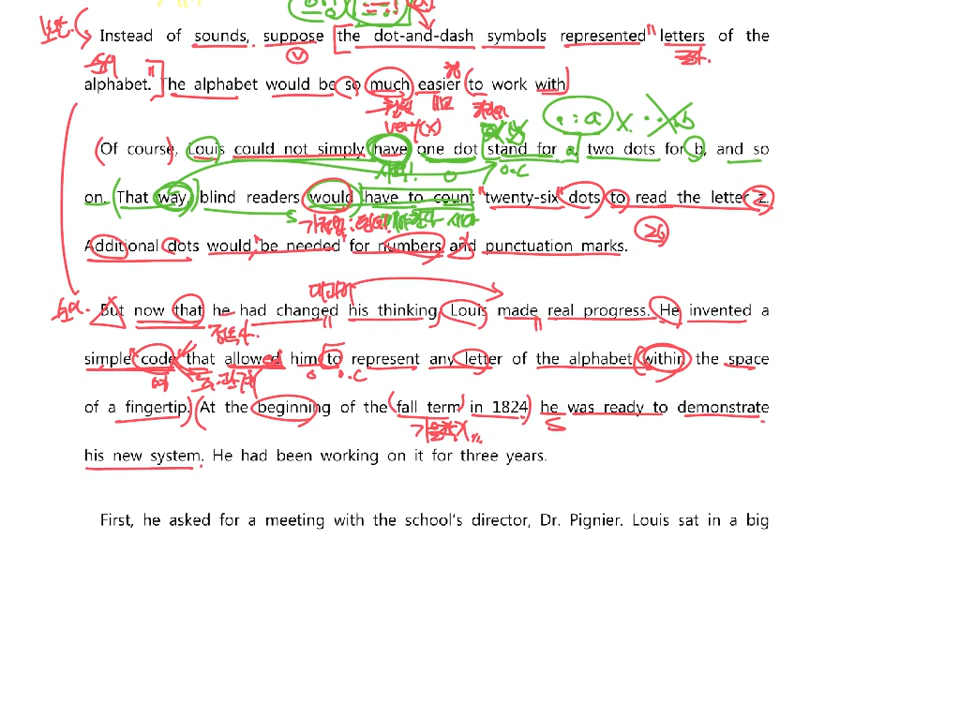 Instead of sounds, suppose the dot-and-dash symbols represented letters of the
alphabet. The alphabet would be so much easier to work with
very(x)
Of course, Louis could not simply have one dot stand for a, two dots for b, and so
O.C
on. That way, blind readers would have to count twenty-six dots to read the letter z.
26
Additional dots would be needed for numbers and punctuation marks.
But now that he had changed his thinking, Louis made real progress. He invented a
접속사
simple code that allowed him to represent any letter of the alphabet within the space
o.c
of a fingertip. At the beginning of the fall term in 1824, he was ready to demonstrate
S
his new system. He had been working on it for three years.
First, he asked for a meeting with the school's director, Dr. Pignier. Louis sat in a big